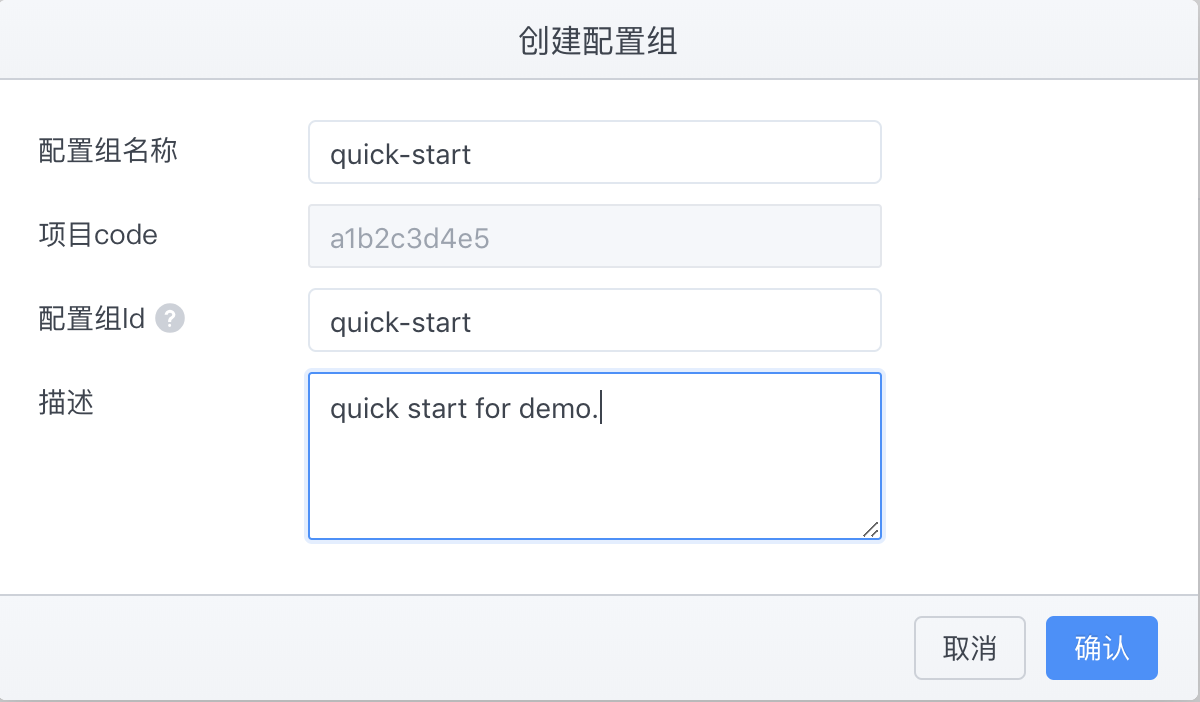 创建配置组
配置组名称 quick-start
项目code a1b2c3d4e5
配置组Id ? quick-start
描述 quick start for demo.
取消 确认